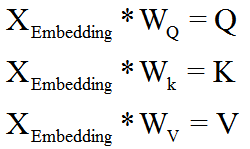 X_Embedding * W_Q = Q
X_Embedding * W_k = K
X_Embedding * W_V = V